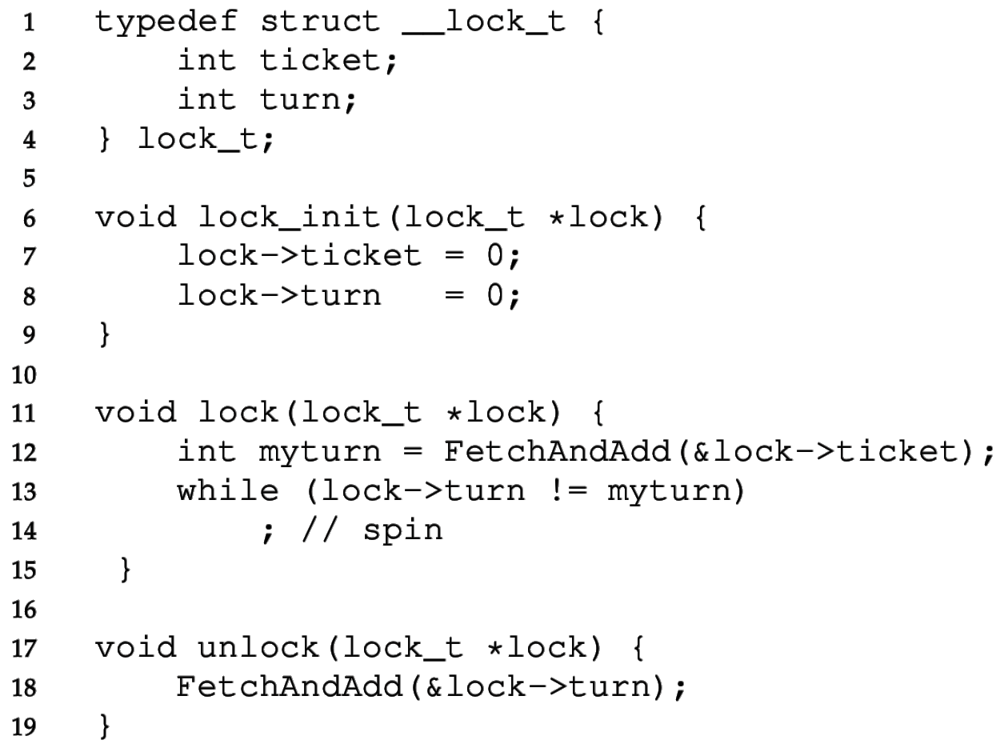 1 typedef struct __lock_t {
2 int ticket;
3 int turn;
4 } lock_t;
5
6 void lock_init(lock_t *lock) {
7 lock->ticket = 0;
8 lock->turn = 0;
9 }
10
11 void lock(lock_t *lock) {
12 int myturn = FetchAndAdd(&lock->ticket);
13 while (lock->turn != myturn)
14 ; // spin
15 }
16
17 void unlock(lock_t *lock) {
18 FetchAndAdd(&lock->turn);
19 }